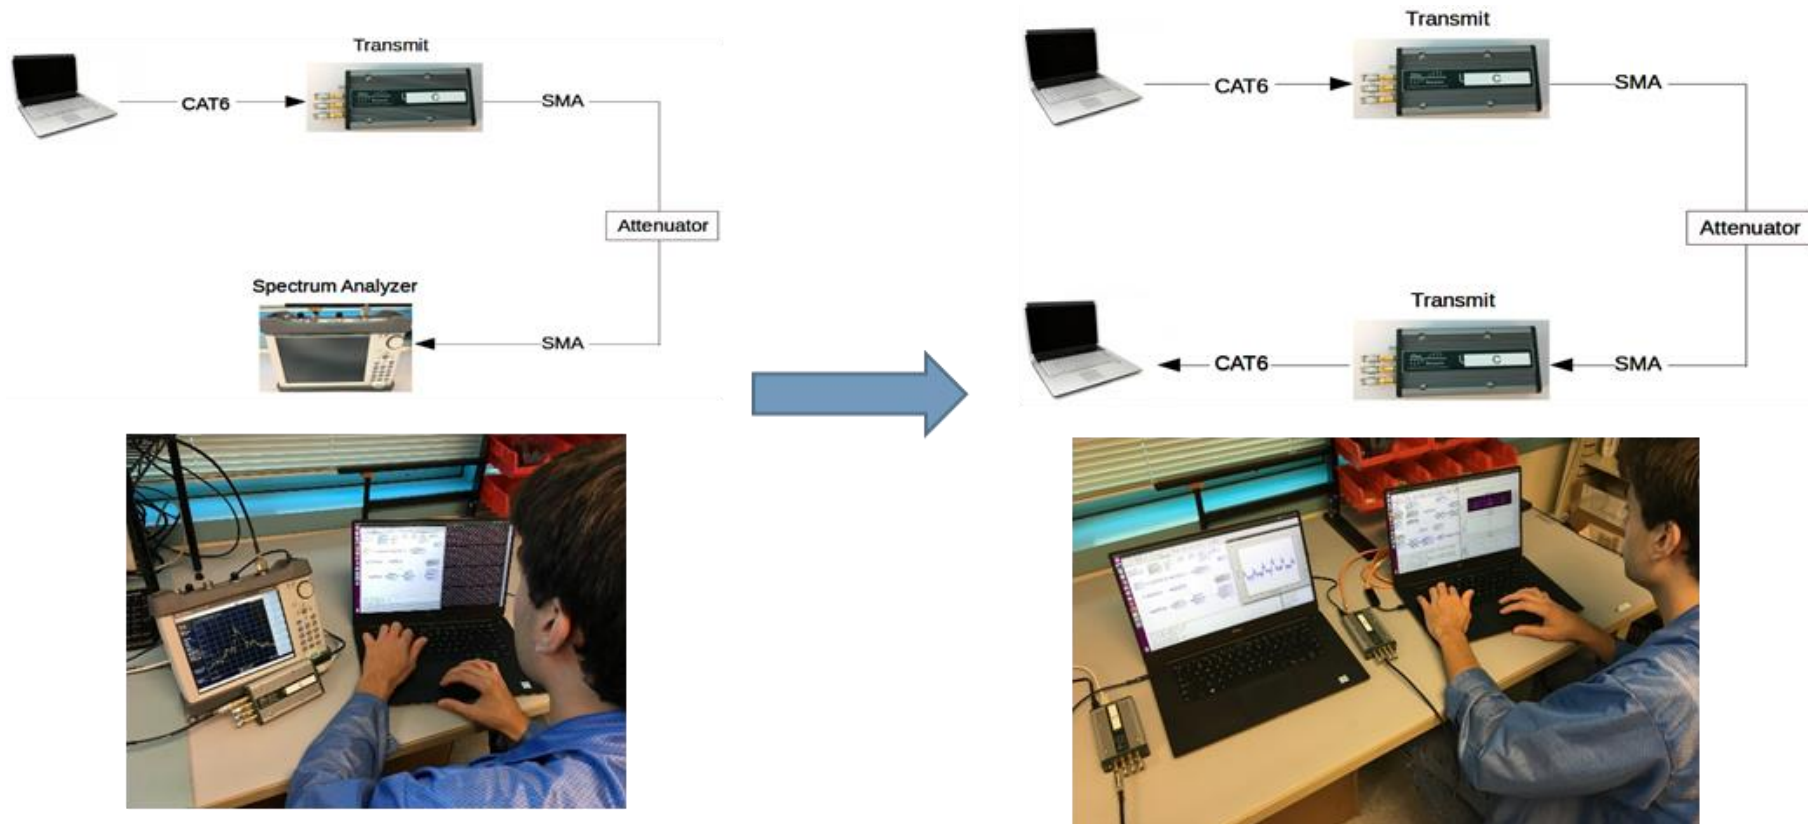 Transmit
CAT6
C
SMA
Attenuator
Spectrum Analyzer
SMA
Transmit
CAT6
C
SMA
Attenuator
Transmit
CAT6
C
SMA